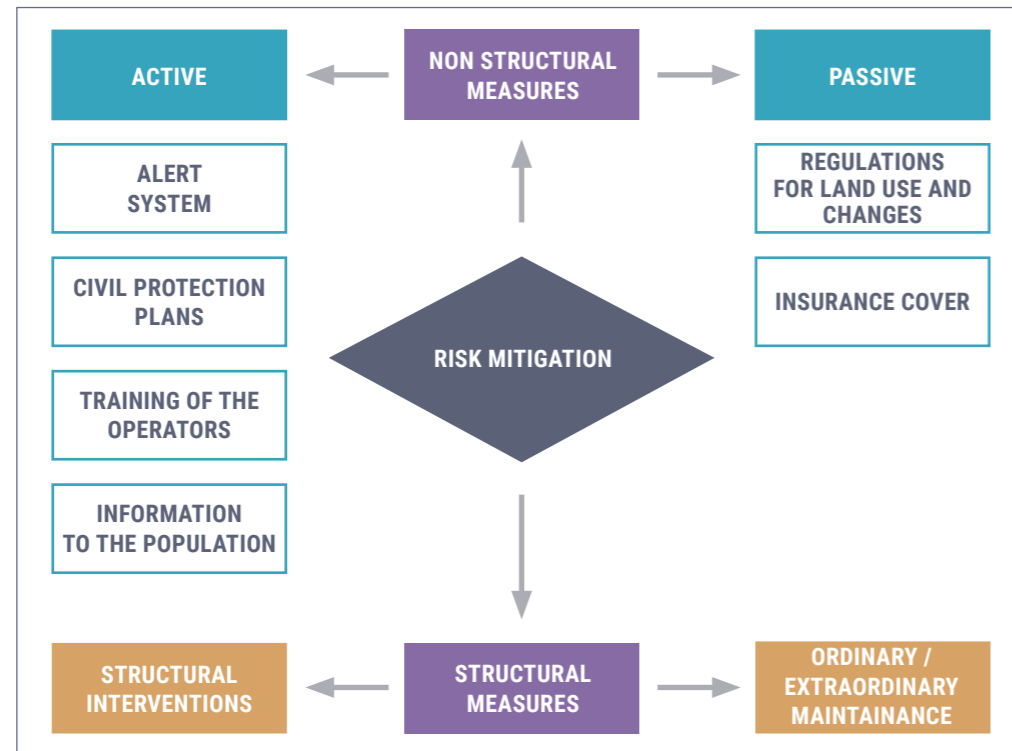 ACTIVE
NON STRUCTURAL
MEASURES
PASSIVE
ALERT
SYSTEM
REGULATIONS
FOR LAND USE AND
CHANGES
CIVIL PROTECTION
PLANS
INSURANCE COVER
RISK MITIGATION
TRAINING OF THE
OPERATORS
INFORMATION
TO THE POPULATION
STRUCTURAL
INTERVENTIONS
STRUCTURAL
MEASURES
ORDINARY /
EXTRAORDINARY
MAINTAINANCE